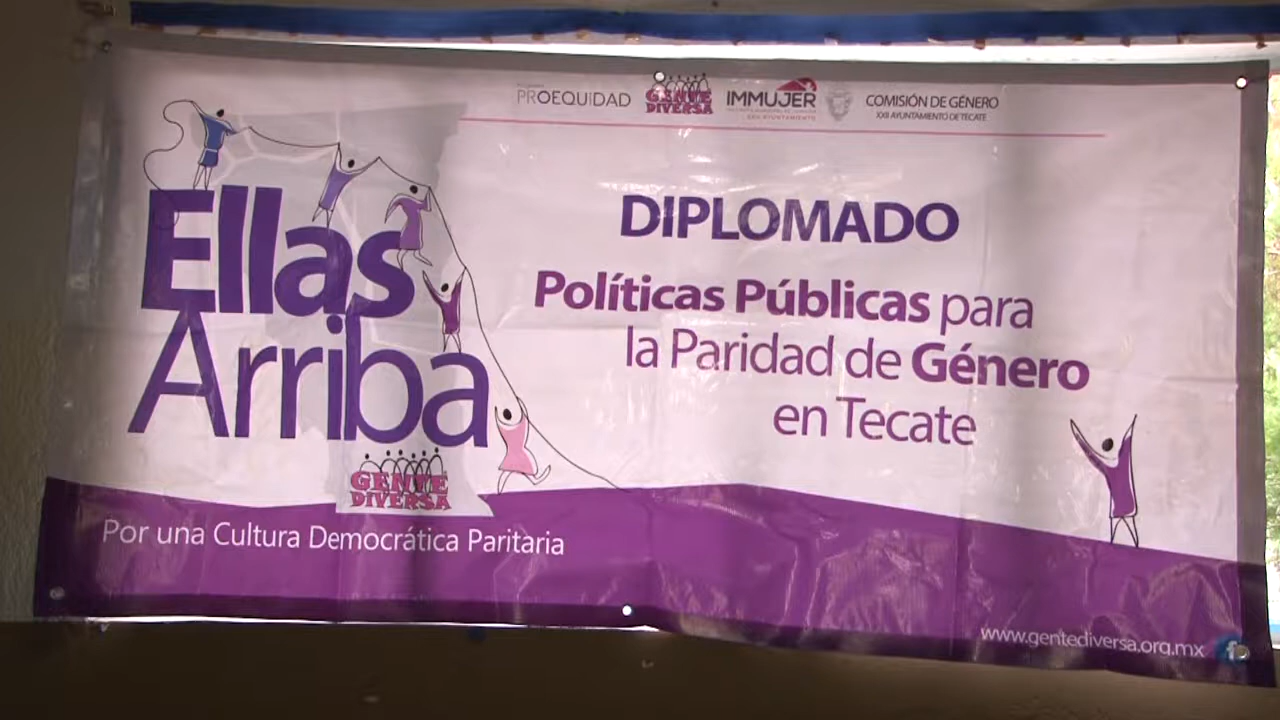 PROEQUIDAD
GENTE
DIVERSA
IMMUJER
COMISIÓN DE GÉNERO
XXII AYUNTAMIENTO DE TECATE
Ellas
Arriba
DIPLOMADO
Políticas Públicas para
la Paridad de Género
en Tecate
GENTE
DIVERSA
Por una Cultura Democrática Paritaria
www.gentediversa.org.mx
f